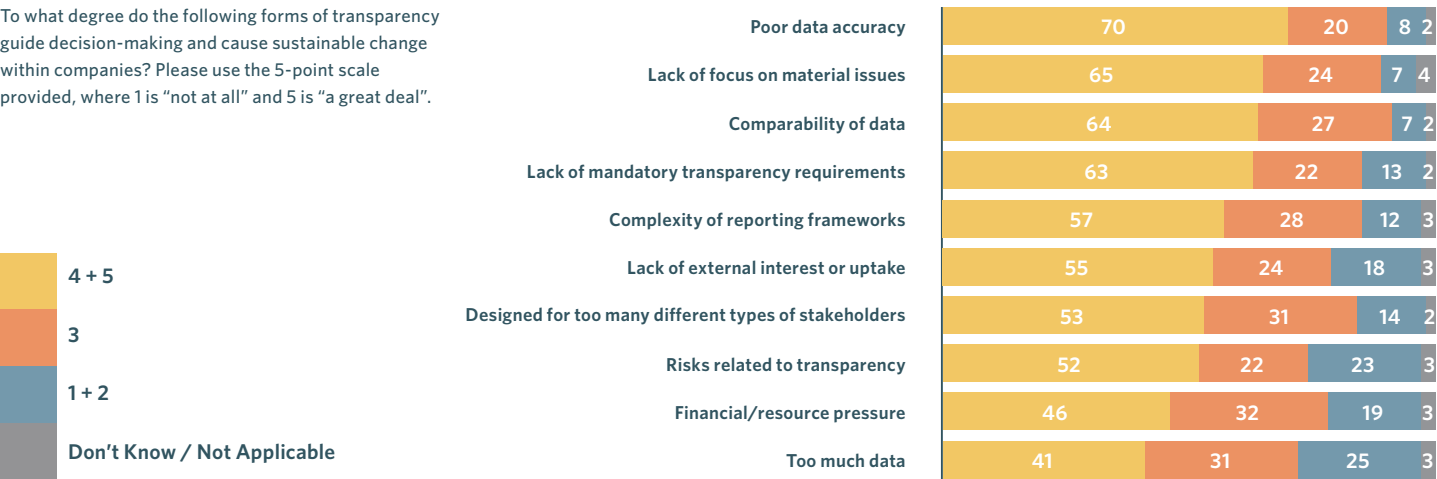 To what degree do the following forms of transparency
guide decision-making and cause sustainable change
within companies? Please use the 5-point scale
provided, where 1 is “not at all” and 5 is “a great deal”.
4 + 5
3
1 + 2
Don’t Know / Not Applicable
Poor data accuracy 70 20 8 2
Lack of focus on material issues 65 24 7 4
Comparability of data 64 27 7 2
Lack of mandatory transparency requirements 63 22 13 2
Complexity of reporting frameworks 57 28 12 3
Lack of external interest or uptake 55 24 18 3
Designed for too many different types of stakeholders 53 31 14 2
Risks related to transparency 52 22 23 3
Financial/resource pressure 46 32 19 3
Too much data 41 31 25 3